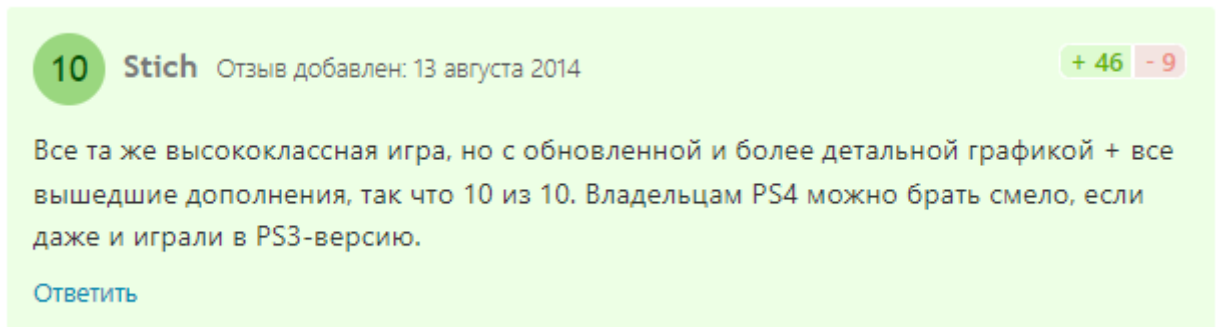 10 Stich Отзыв добавлен: 13 августа 2014 + 46 - 9
Все та же высококлассная игра, но с обновленной и более детальной графикой + все
вышедшие дополнения, так что 10 из 10. Владельцам PS4 можно брать смело, если
даже и играли в PS3-версию.
Ответить